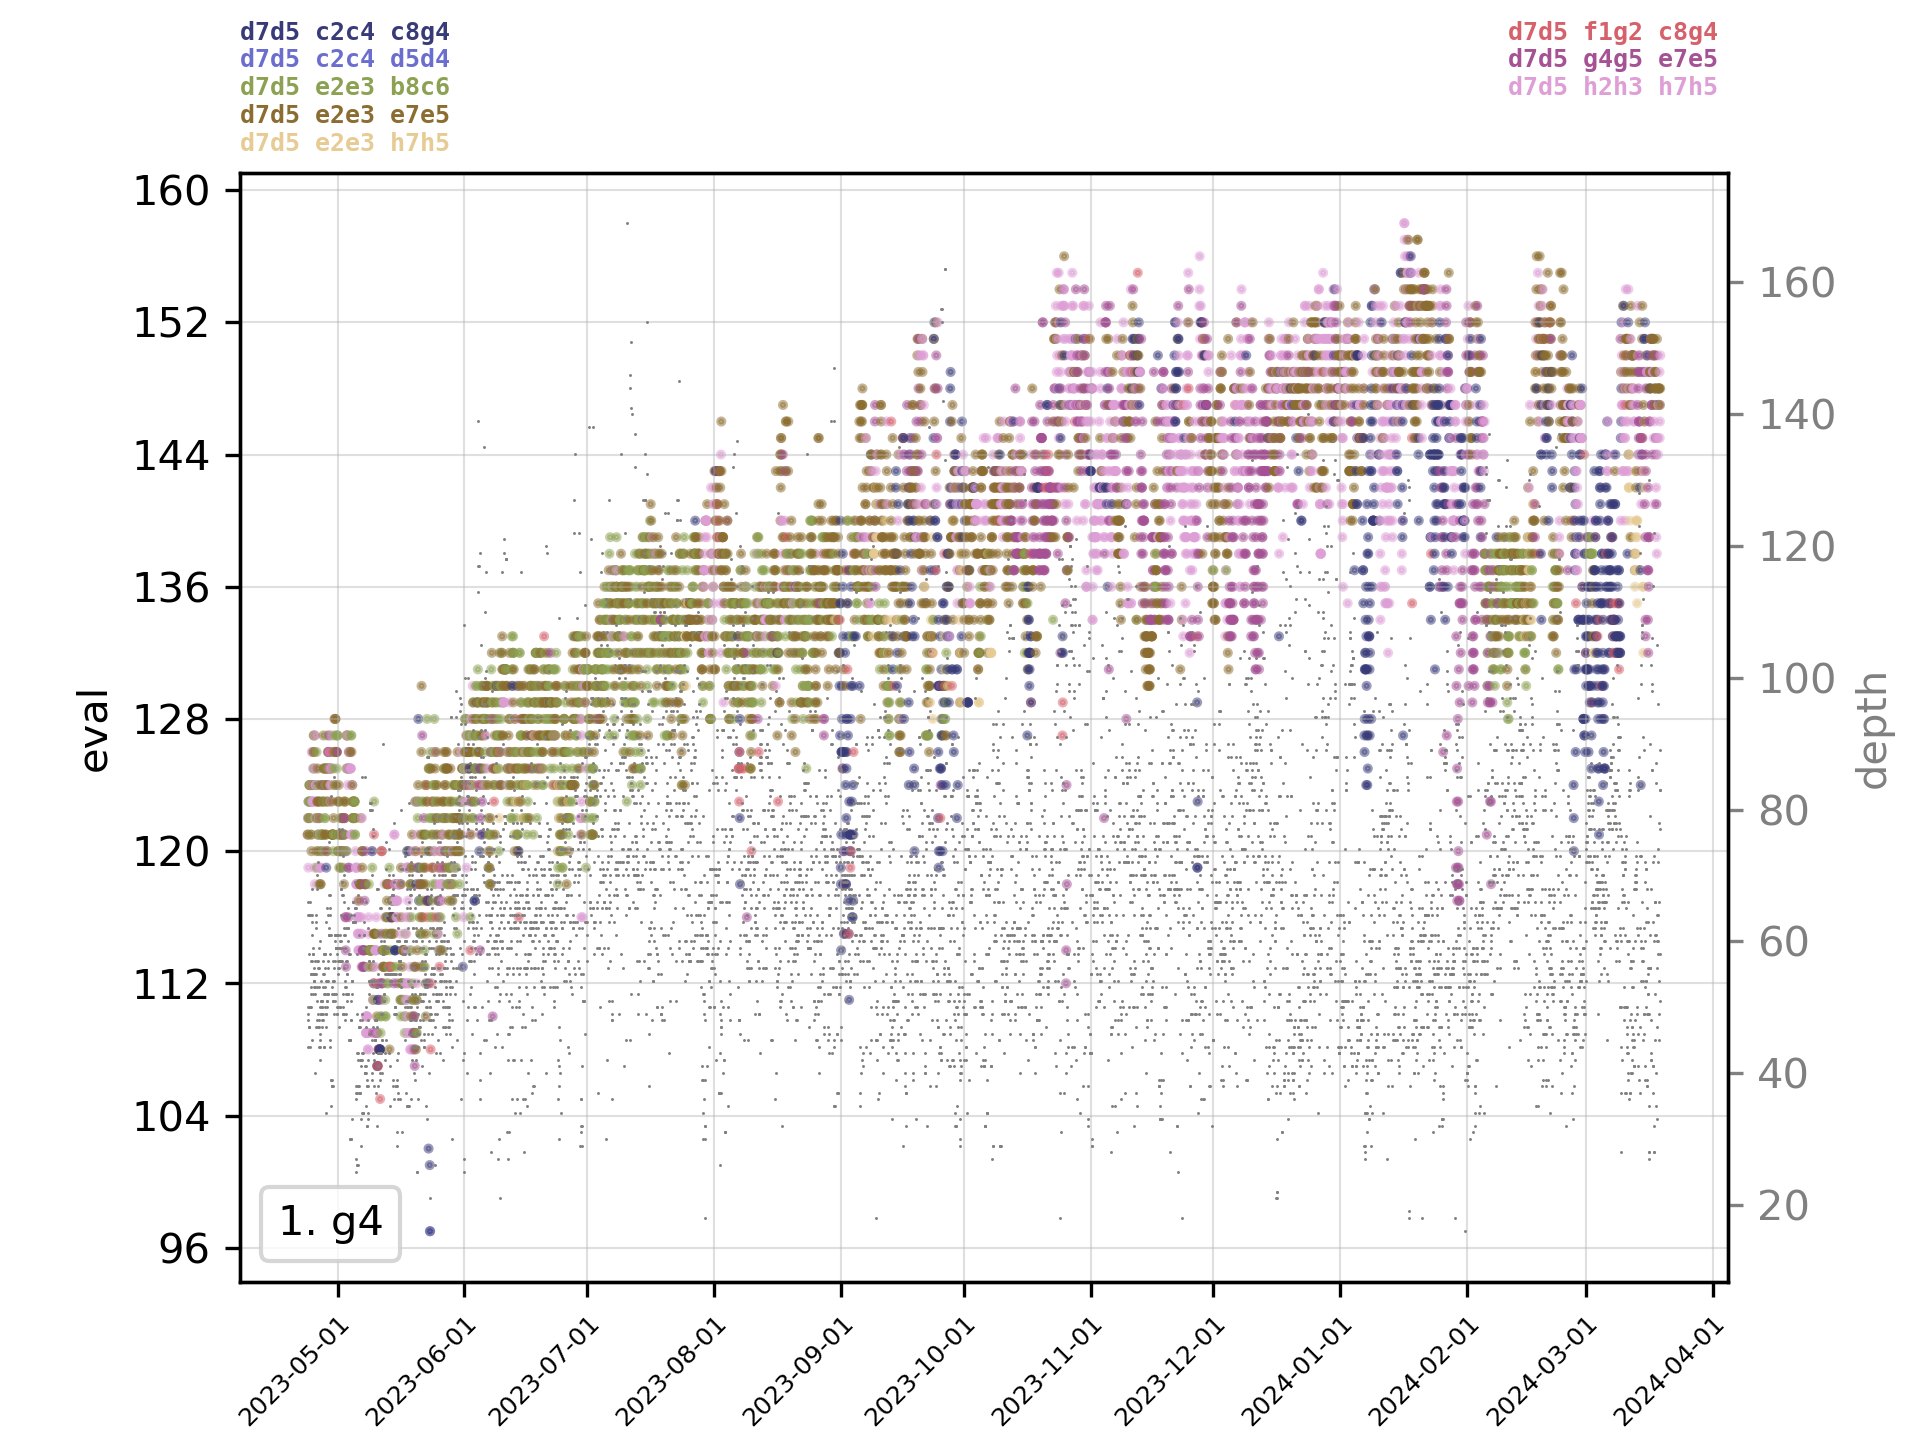 d7d5 c2c4 c8g4
d7d5 c2c4 d5d4
d7d5 e2e3 b8c6
d7d5 e2e3 e7e5
d7d5 e2e3 h7h5
d7d5 f1g2 c8g4
d7d5 g4g5 e7e5
d7d5 h2h3 h7h5
160
152
144
136
128
120
112
104
96
eval
160
140
120
100
80
60
40
20
depth
1. g4
2023-05-01
2023-06-01
2023-07-01
2023-08-01
2023-09-01
2023-10-01
2023-11-01
2023-12-01
2024-01-01
2024-02-01
2024-03-01
2024-04-01